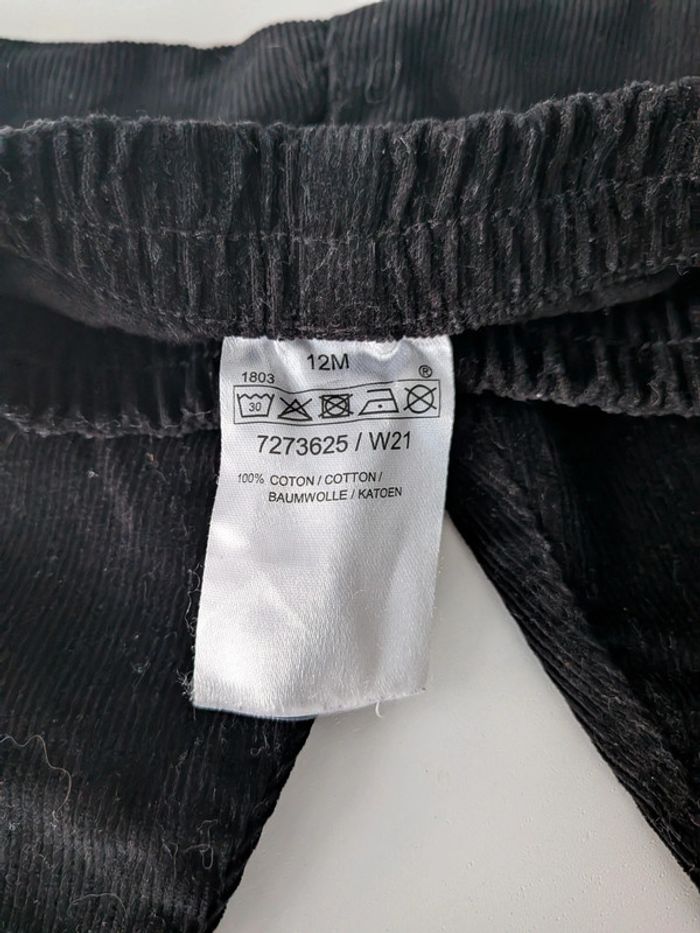 12M
1803
®
30
7273625 / W21
100% COTON / COTTON /
BAUMWOLLE / KATOEN